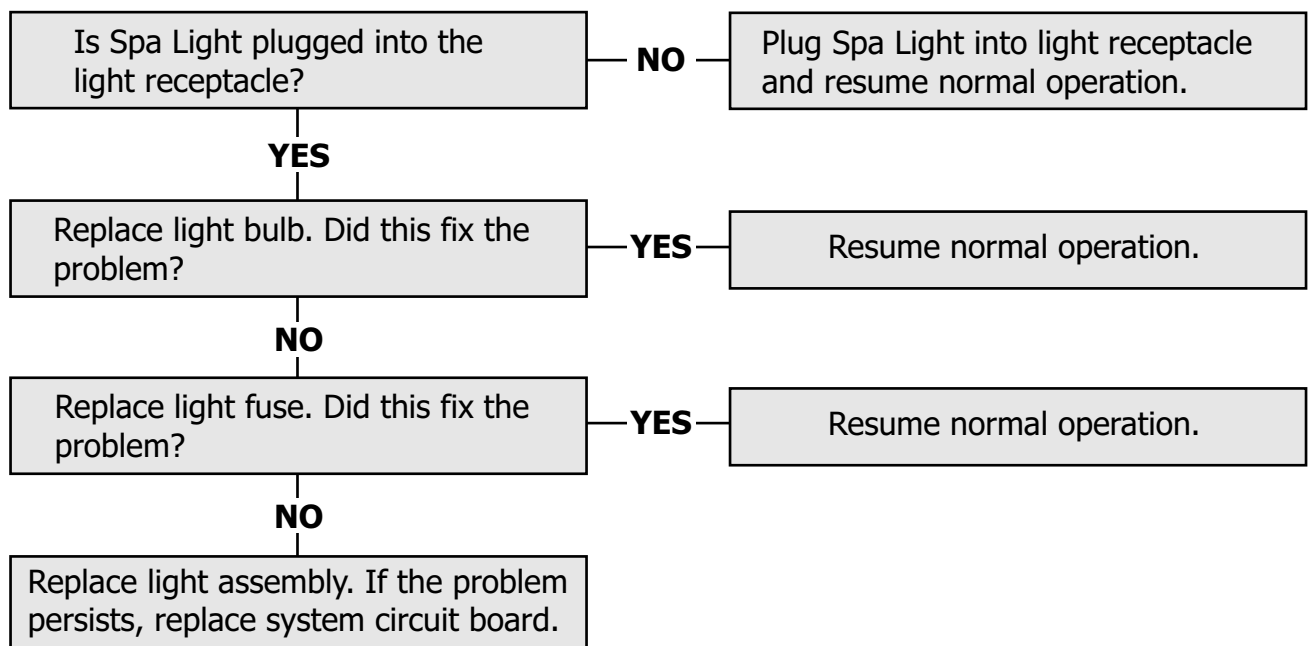 Is Spa Light plugged into the
light receptacle?
NO
Plug Spa Light into light receptacle
and resume normal operation.
YES
Replace light bulb. Did this fix the
problem?
YES
Resume normal operation.
NO
Replace light fuse. Did this fix the
problem?
YES
Resume normal operation.
NO
Replace light assembly. If the problem
persists, replace system circuit board.